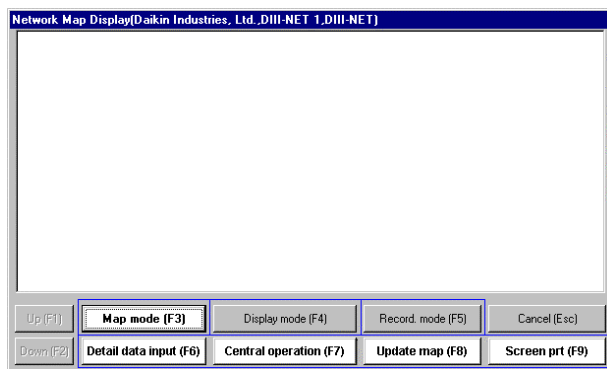 Network Map Display(Daikin Industries, Ltd.,DIII-NET 1,DIII-NET)
Up (F1) Map mode (F3) Display mode (F4) Record. mode (F5) Cancel (Esc)
Down (F2) Detail data input (F6) Central operation (F7) Update map (F8) Screen prt (F9)